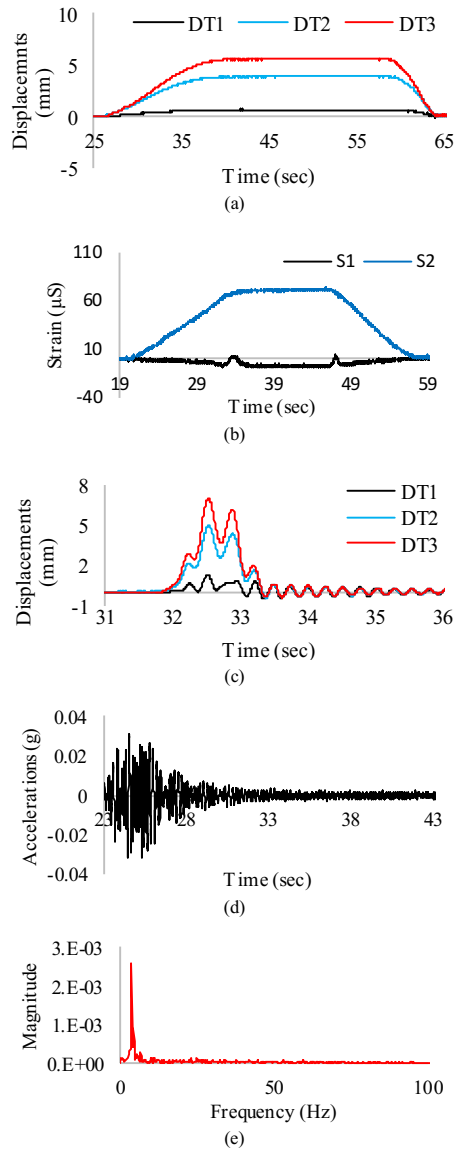 DT1 DT2 DT3
Displacemnts (mm)
10
5
0
-5
25 35 45 55 65
Time (sec)
(a)
S1 S2
Strain (µS)
110
60
10
-40
19 29 39 49 59
Time (sec)
(b)
DT1
DT2
DT3
Displacements (mm)
8
5
2
-1
31 32 33 34 35 36
Time (sec)
(c)
Accelerations (g)
0.04
0.02
0
-0.02
-0.04
23 28 33 38 43
Time (sec)
(d)
Magnitude
3.E-03
2.E-03
1.E-03
0.E+00
0 50 100
Frequency (Hz)
(e)